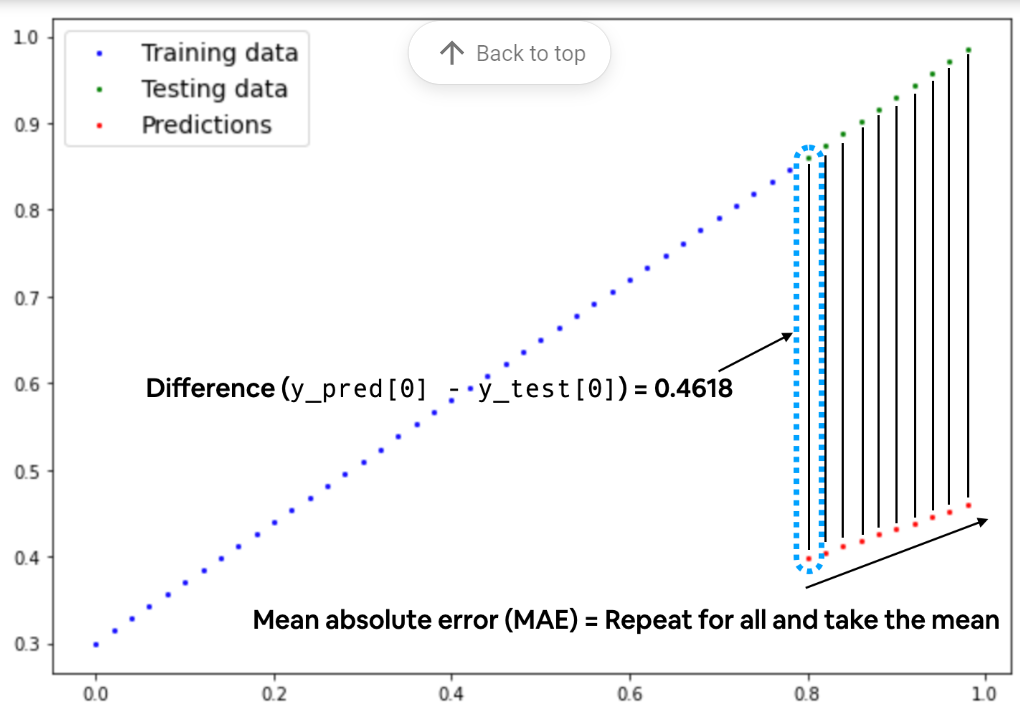 Back to top
Training data
Testing data
Predictions
1.0
0.9
0.8
0.7
0.6
0.5
0.4
0.3
Difference (y_pred[0] - y_test[0]) = 0.4618
Mean absolute error (MAE) = Repeat for all and take the mean
0.0 0.2 0.4 0.6 0.8 1.0